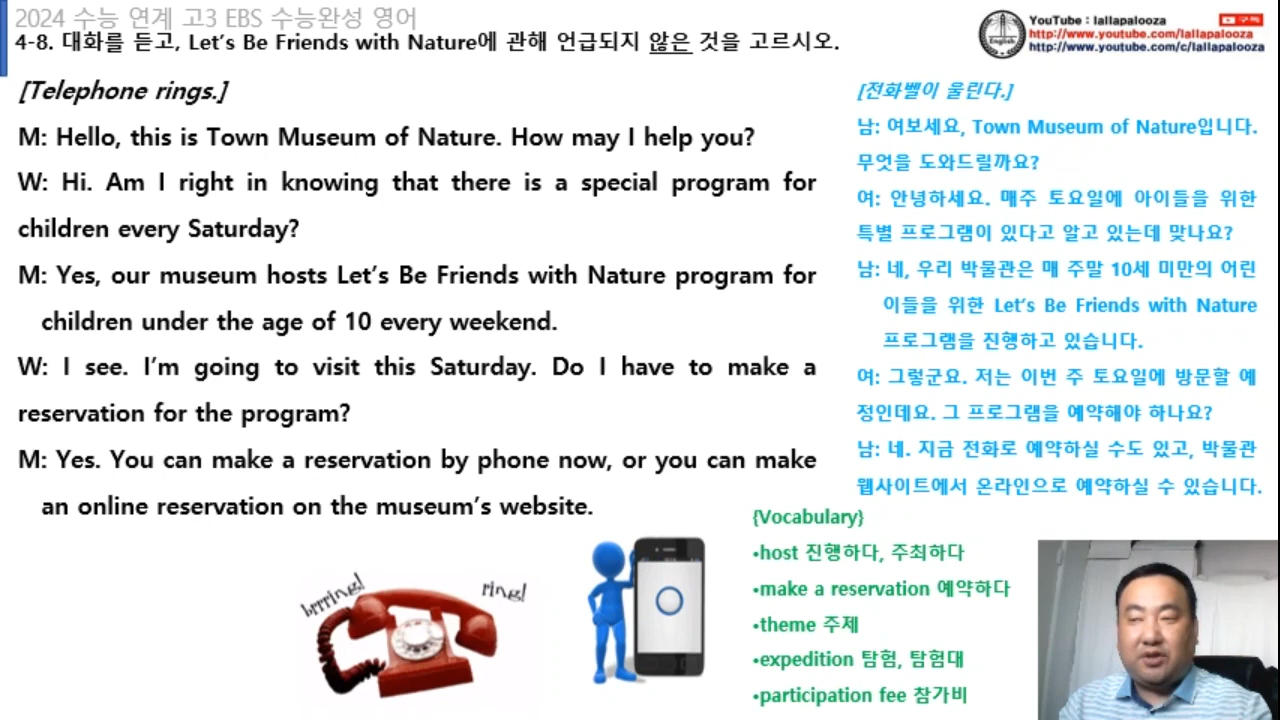 2024 수능 연계 고3 EBS 수능완성 영어
4-8. 대화를 듣고, Let's Be Friends with Nature에 관해 언급되지 않은 것을 고르시오.
YouTube : lallapalooza
구독
http://www.youtube.com/lallapalooza
http://www.youtube.com/c/lallapalooza
English
[Telephone rings.]
M: Hello, this is Town Museum of Nature. How may I help you?
W: Hi. Am I right in knowing that there is a special program for
children every Saturday?
M: Yes, our museum hosts Let's Be Friends with Nature program for
children under the age of 10 every weekend.
W: I see. I'm going to visit this Saturday. Do I have to make a
reservation for the program?
M: Yes. You can make a reservation by phone now, or you can make
an online reservation on the museum's website.
[전화벨이 울린다.]
남: 여보세요, Town Museum of Nature입니다.
무엇을 도와드릴까요?
여: 안녕하세요. 매주 토요일에 아이들을 위한
특별 프로그램이 있다고 알고 있는데 맞나요?
남: 네, 우리 박물관은 매 주말 10세 미만의 어린
이들을 위한 Let's Be Friends with Nature
프로그램을 진행하고 있습니다.
여: 그렇군요. 저는 이번 주 토요일에 방문할 예
정인데요. 그 프로그램을 예약해야 하나요?
남: 네. 지금 전화로 예약하실 수도 있고, 박물관
웹사이트에서 온라인으로 예약하실 수 있습니다.
{Vocabulary}
•host 진행하다, 주최하다
•make a reservation 예약하다
•theme 주제
•expedition 탐험, 탐험대
•participation fee 참가비
brrring!
ring!